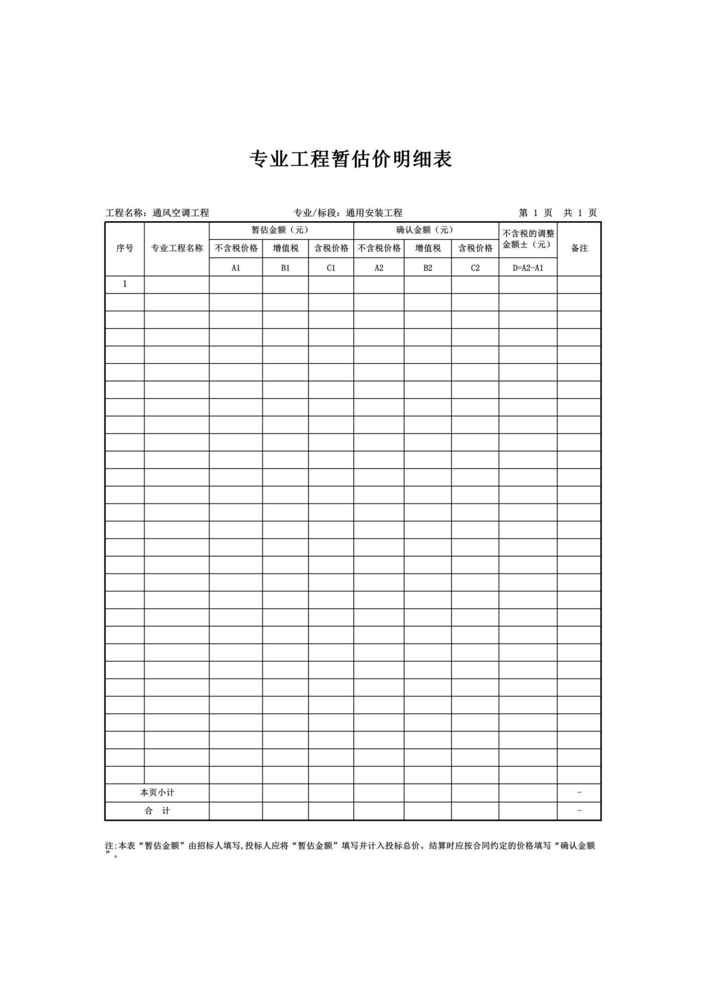 专业工程暂估价明细表
工程名称：通风空调工程 专业/标段：通用安装工程 第 1 页 共 1 页
序号 专业工程名称 暂估金额（元） 确认金额（元） 不含税的调整金额±（元） 备注
不含税价格 增值税 含税价格 不含税价格 增值税 含税价格
A1 B1 C1 A2 B2 C2 D=A2-A1
1
本页小计 -
合 计 -
注:本表“暂估金额”由招标人填写,投标人应将“暂估金额”填写并计入投标总价。结算时应按合同约定的价格填写“确认金额
”。